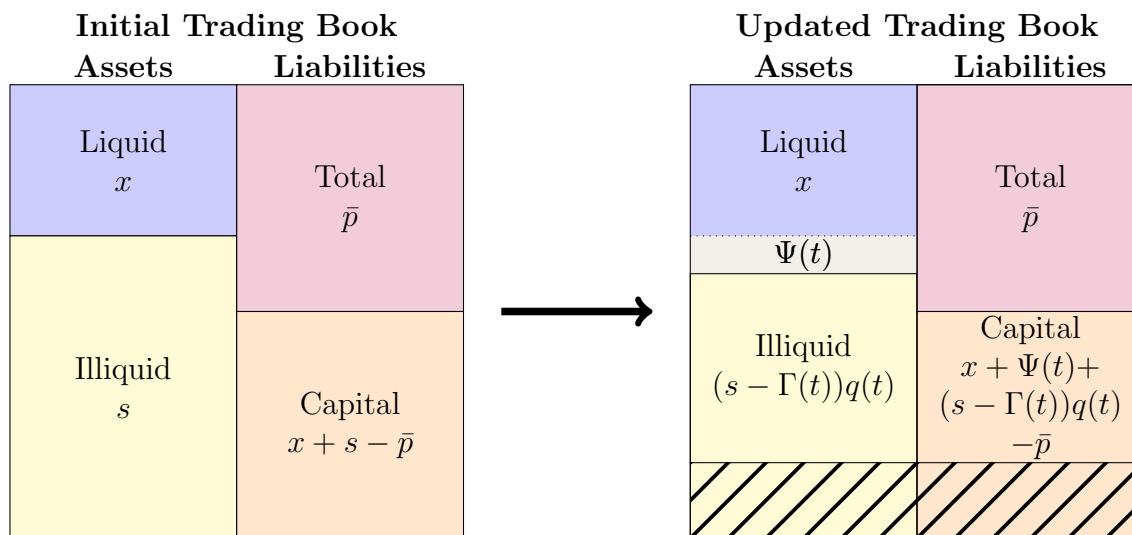 Initial Trading Book
Assets Liabilities
Liquid
x
Total
p̄
Illiquid
s
Capital
x + s − p̄
Updated Trading Book
Assets Liabilities
Liquid
x
Total
p̄
Ψ(t)
Illiquid
(s − Γ(t))q(t)
Capital
x + Ψ(t)+
(s − Γ(t))q(t)
−p̄